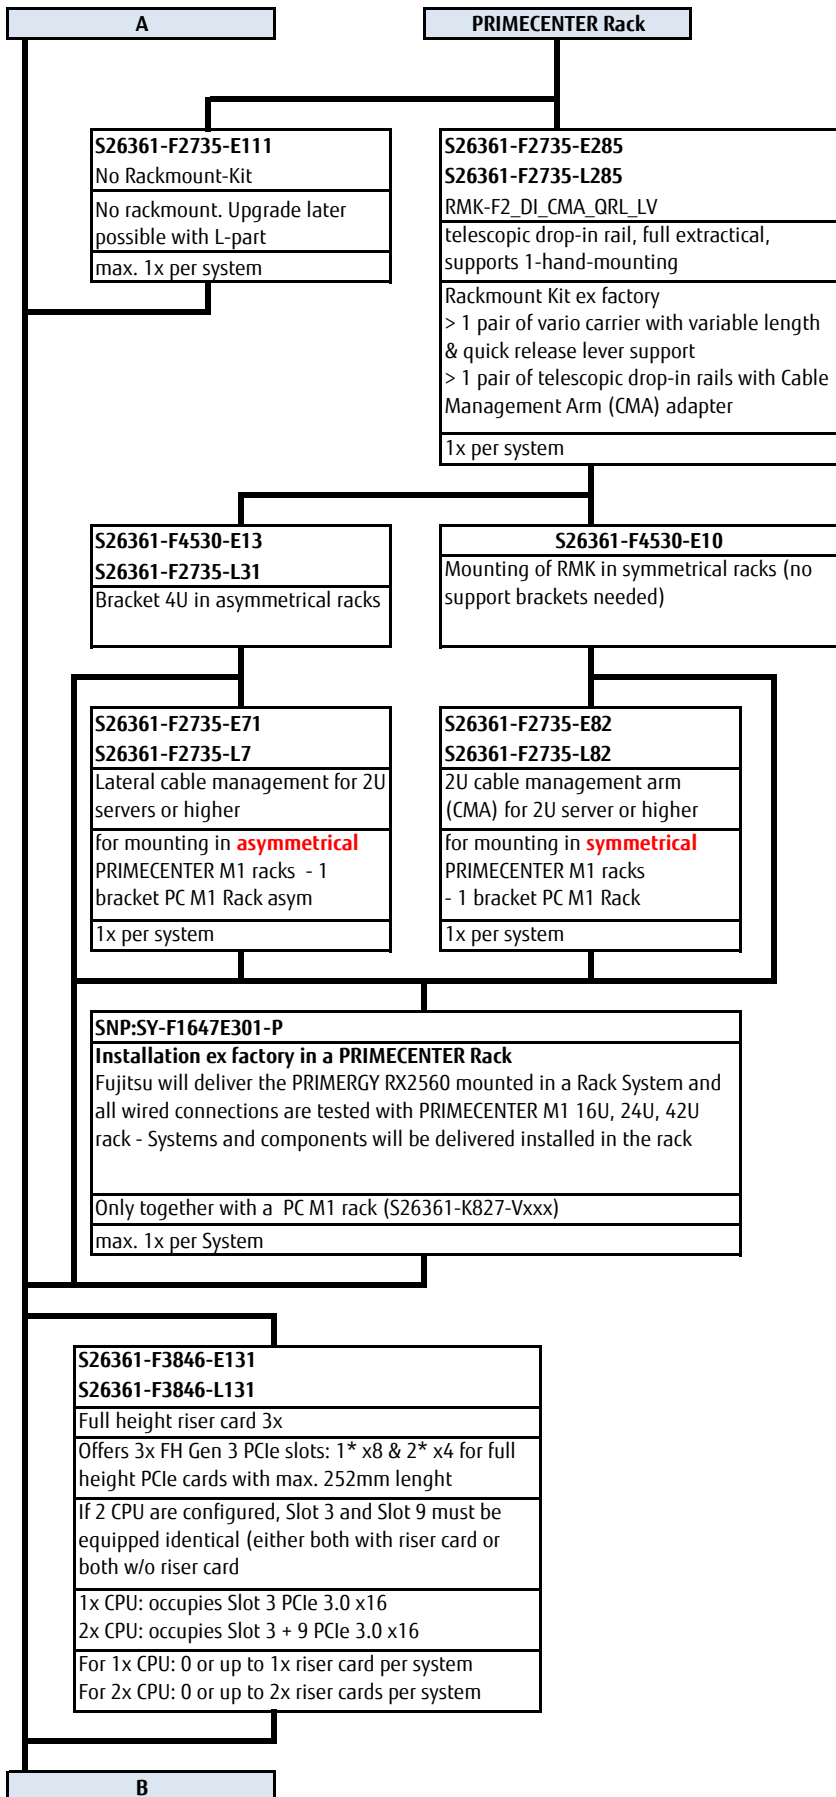 A
PRIMECENTER Rack
S26361-F2735-E111
No Rackmount-Kit
No rackmount. Upgrade later
possible with L-part
max. 1x per system
S26361-F2735-E285
S26361-F2735-L285
RMK-F2_DI_CMA_QRL_LV
telescopic drop-in rail, full extractical,
supports 1-hand-mounting
Rackmount Kit ex factory
> 1 pair of vario carrier with variable length
& quick release lever support
> 1 pair of telescopic drop-in rails with Cable
Management Arm (CMA) adapter
1x per system
S26361-F4530-E13
S26361-F2735-L31
Bracket 4U in asymmetrical racks
S26361-F4530-E10
Mounting of RMK in symmetrical racks (no
support brackets needed)
S26361-F2735-E71
S26361-F2735-L7
Lateral cable management for 2U
servers or higher
for mounting in asymmetrical
PRIMECENTER M1 racks - 1
bracket PC M1 Rack asym
1x per system
S26361-F2735-E82
S26361-F2735-L82
2U cable management arm
(CMA) for 2U server or higher
for mounting in symmetrical
PRIMECENTER M1 racks
- 1 bracket PC M1 Rack
1x per system
SNP:SY-F1647E301-P
Installation ex factory in a PRIMECENTER Rack
Fujitsu will deliver the PRIMERGY RX2560 mounted in a Rack System and
all wired connections are tested with PRIMECENTER M1 16U, 24U, 42U
rack - Systems and components will be delivered installed in the rack
Only together with a PC M1 rack (S26361-K827-Vxxx)
max. 1x per System
S26361-F3846-E131
S26361-F3846-L131
Full height riser card 3x
Offers 3x FH Gen 3 PCIe slots: 1* x8 & 2* x4 for full
height PCIe cards with max. 252mm lenght
If 2 CPU are configured, Slot 3 and Slot 9 must be
equipped identical (either both with riser card or
both w/o riser card
1x CPU: occupies Slot 3 PCIe 3.0 x16
2x CPU: occupies Slot 3 + 9 PCIe 3.0 x16
For 1x CPU: 0 or up to 1x riser card per system
For 2x CPU: 0 or up to 2x riser cards per system
B